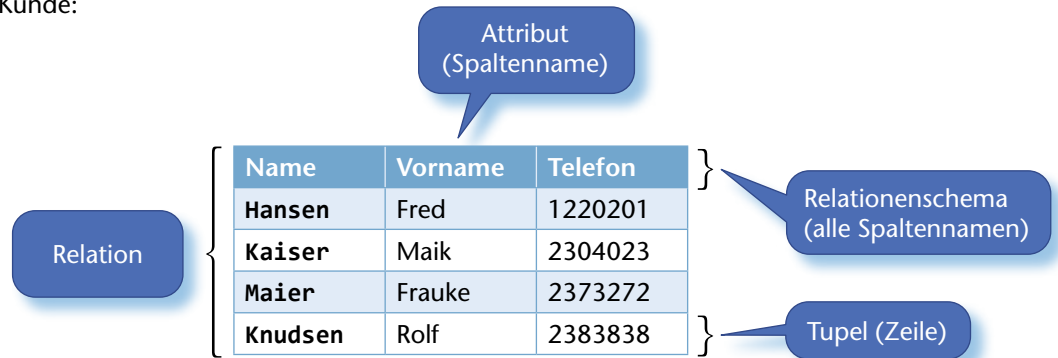 Kunde:
Attribut
(Spaltenname)
Name Vorname Telefon
Hansen Fred 1220201
Kaiser Maik 2304023
Maier Frauke 2373272
Knudsen Rolf 2383838
Relation
Relationenschema
(alle Spaltennamen)
Tupel (Zeile)